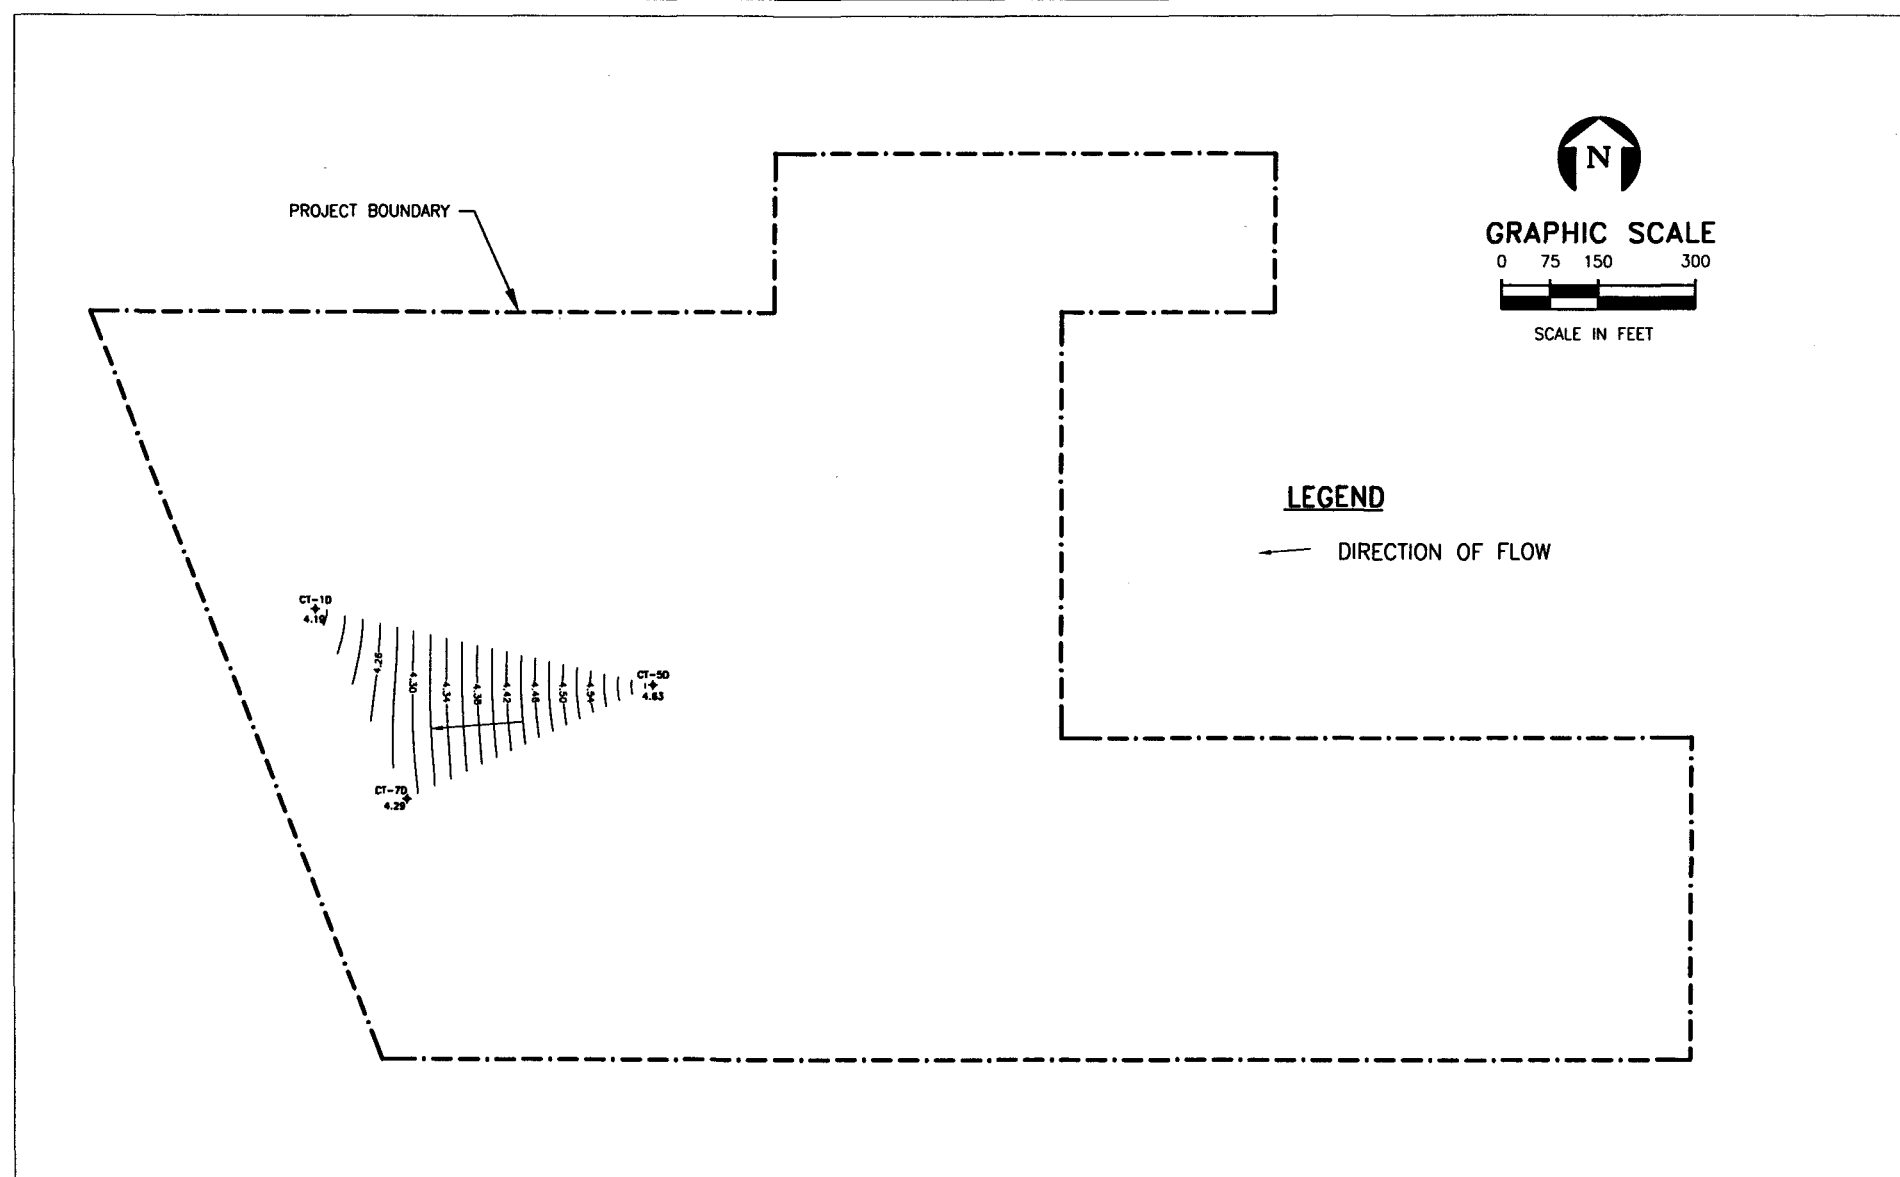 PROJECT BOUNDARY
N
GRAPHIC SCALE
0 75 150 300
SCALE IN FEET
LEGEND
DIRECTION OF FLOW
CT-1D
4.19
4.26
4.30
4.34
4.38
4.42
4.46
4.50
4.54
CT-5D
4.63
CT-7D
4.29